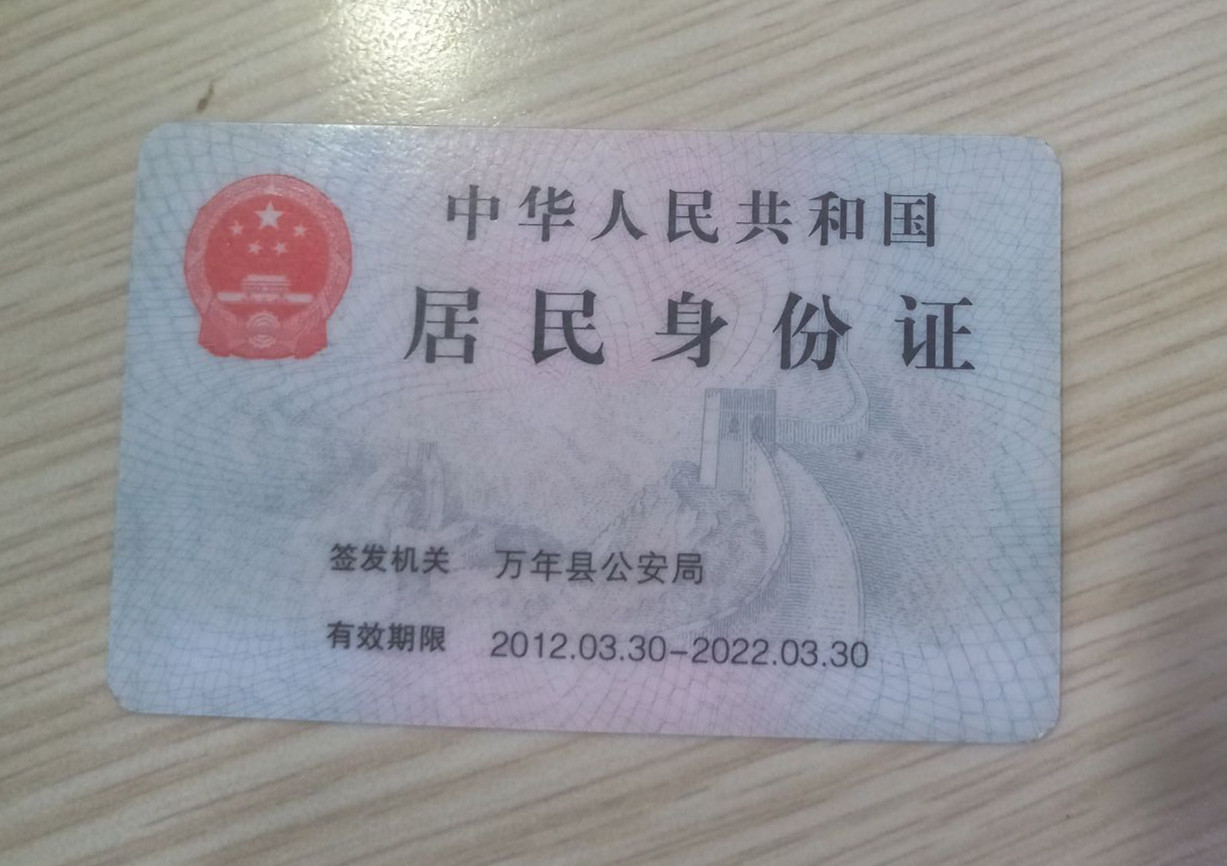 中华人民共和国
居民身份证
签发机关 万年县公安局
有效期限 2012.03.30-2022.03.30